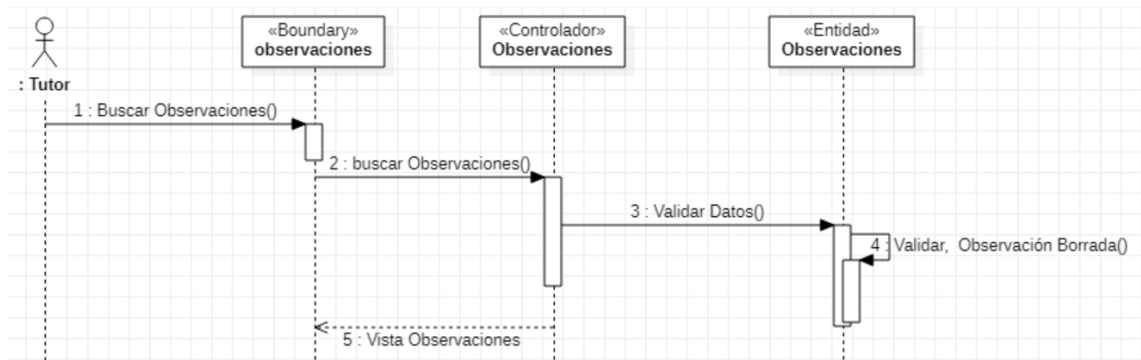 «Boundary»
observaciones
«Controlador»
Observaciones
«Entidad»
Observaciones
: Tutor
1 : Buscar Observaciones()
2 : buscar Observaciones()
3 : Validar Datos()
4 : Validar, Observación Borrada()
5 : Vista Observaciones